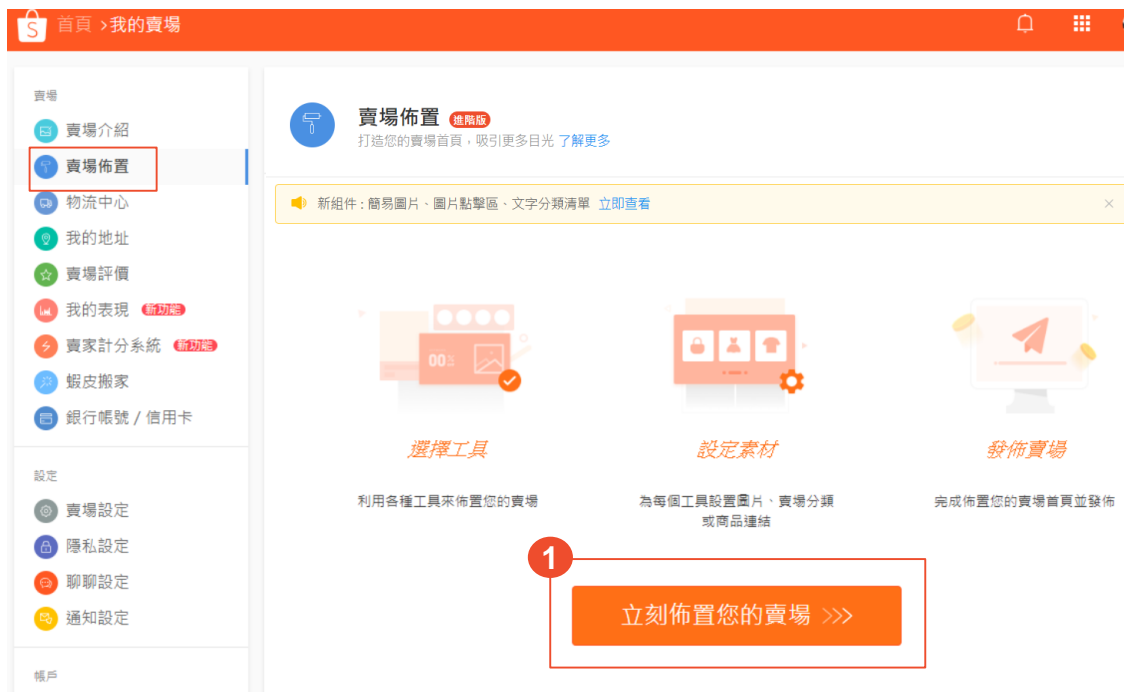 首頁 ›我的賣場
賣場
賣場介紹
賣場佈置
物流中心
我的地址
賣場評價
我的表現 新功能
賣家計分系統 新功能
蝦皮搬家
銀行帳號 / 信用卡
設定
賣場設定
隱私設定
聊聊設定
通知設定
帳戶
賣場佈置 進階版
打造您的賣場首頁，吸引更多目光 了解更多
新組件 : 簡易圖片、圖片點擊區、文字分類清單 立即查看
00
選擇工具
利用各種工具來佈置您的賣場
設定素材
為每個工具設置圖片、賣場分類
或商品連結
發佈賣場
完成佈置您的賣場首頁並發佈
1
立刻佈置您的賣場 >>>